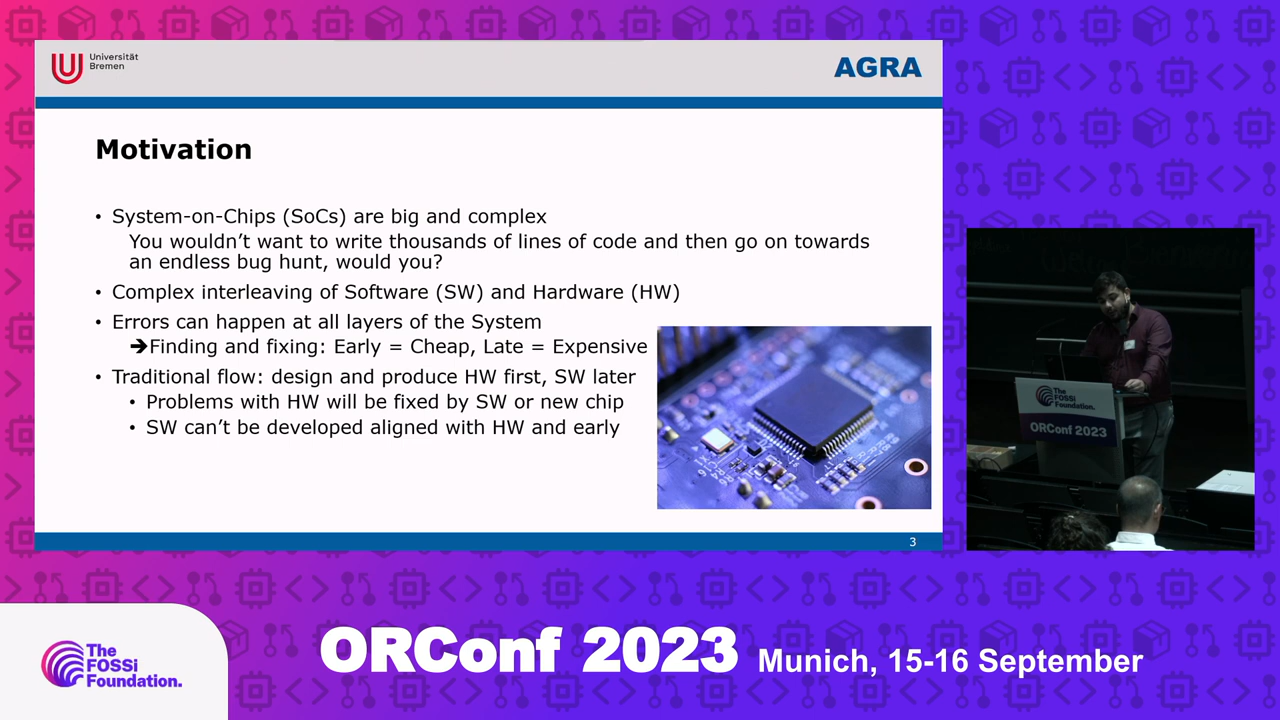 Universität
Bremen
AGRA
Motivation
• System-on-Chips (SoCs) are big and complex
You wouldn't want to write thousands of lines of code and then go on towards
an endless bug hunt, would you?
• Complex interleaving of Software (SW) and Hardware (HW)
• Errors can happen at all layers of the System
➔Finding and fixing: Early = Cheap, Late = Expensive
• Traditional flow: design and produce HW first, SW later
• Problems with HW will be fixed by SW or new chip
• SW can't be developed aligned with HW and early
3
The
FOSSi
Foundation.
ORConf 2023
The
FOSSi
Foundation.
ORConf 2023 Munich, 15-16 September